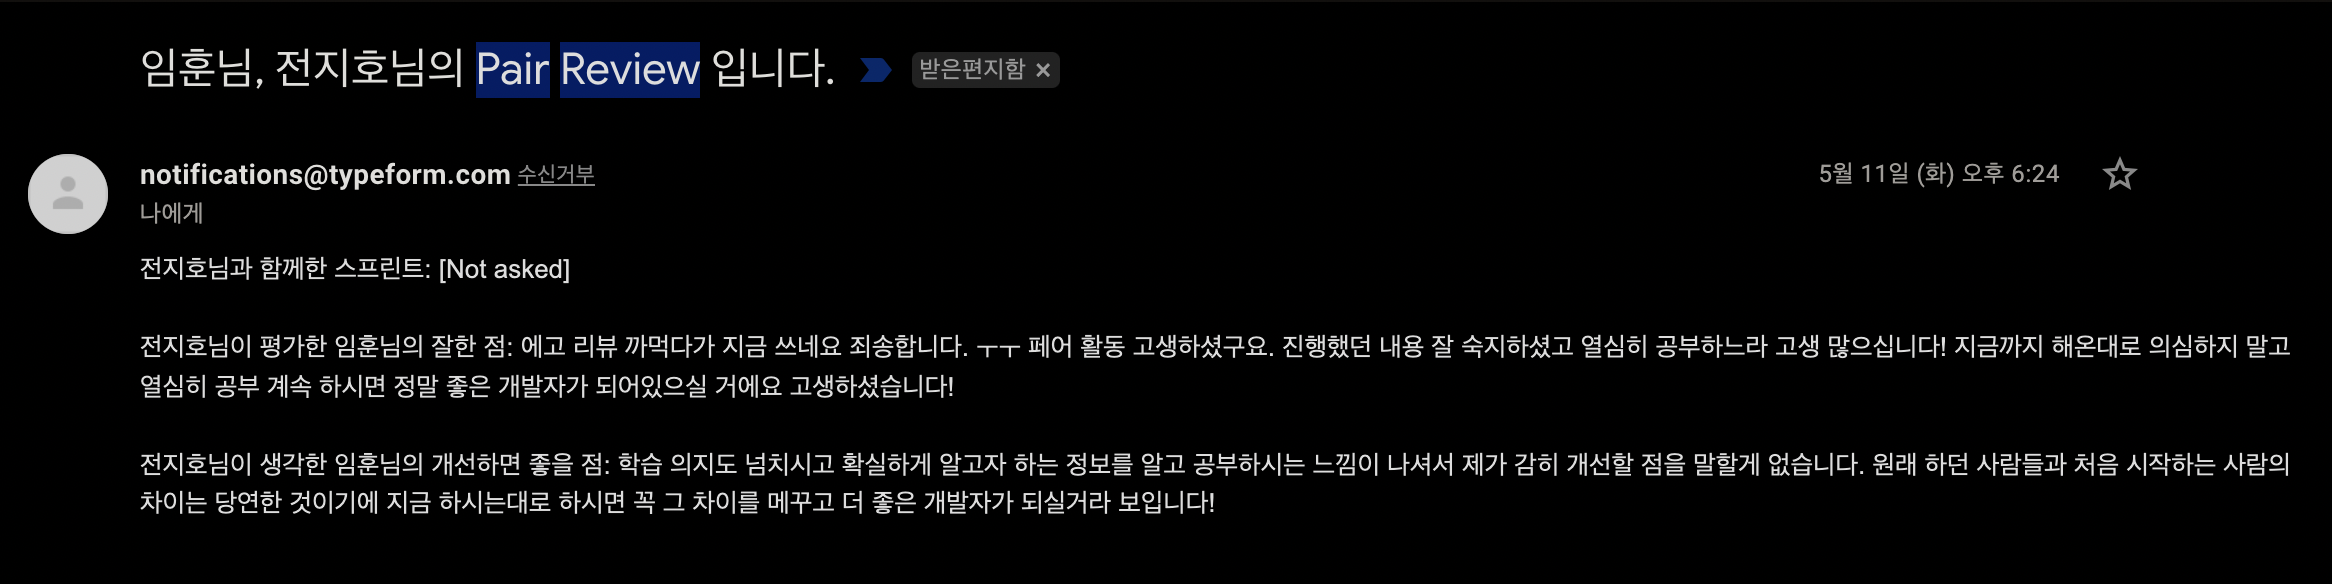 임훈님, 전지호님의 Pair Review 입니다. 받은편지함 ×
notifications@typeform.com 수신거부 5월 11일 (화) 오후 6:24
나에게
전지호님과 함께한 스프린트: [Not asked]
전지호님이 평가한 임훈님의 잘한 점: 에고 리뷰 까먹다가 지금 쓰네요 죄송합니다. ㅜㅜ 페어 활동 고생하셨구요. 진행했던 내용 잘 숙지하셨고 열심히 공부하느라 고생 많으십니다! 지금까지 해온대로 의심하지 말고
열심히 공부 계속 하시면 정말 좋은 개발자가 되어있으실 거에요 고생하셨습니다!
전지호님이 생각한 임훈님의 개선하면 좋을 점: 학습 의지도 넘치시고 확실하게 알고자 하는 정보를 알고 공부하시는 느낌이 나셔서 제가 감히 개선할 점을 말할게 없습니다. 원래 하던 사람들과 처음 시작하는 사람의
차이는 당연한 것이기에 지금 하시는대로 하시면 꼭 그 차이를 메꾸고 더 좋은 개발자가 되실거라 보입니다!